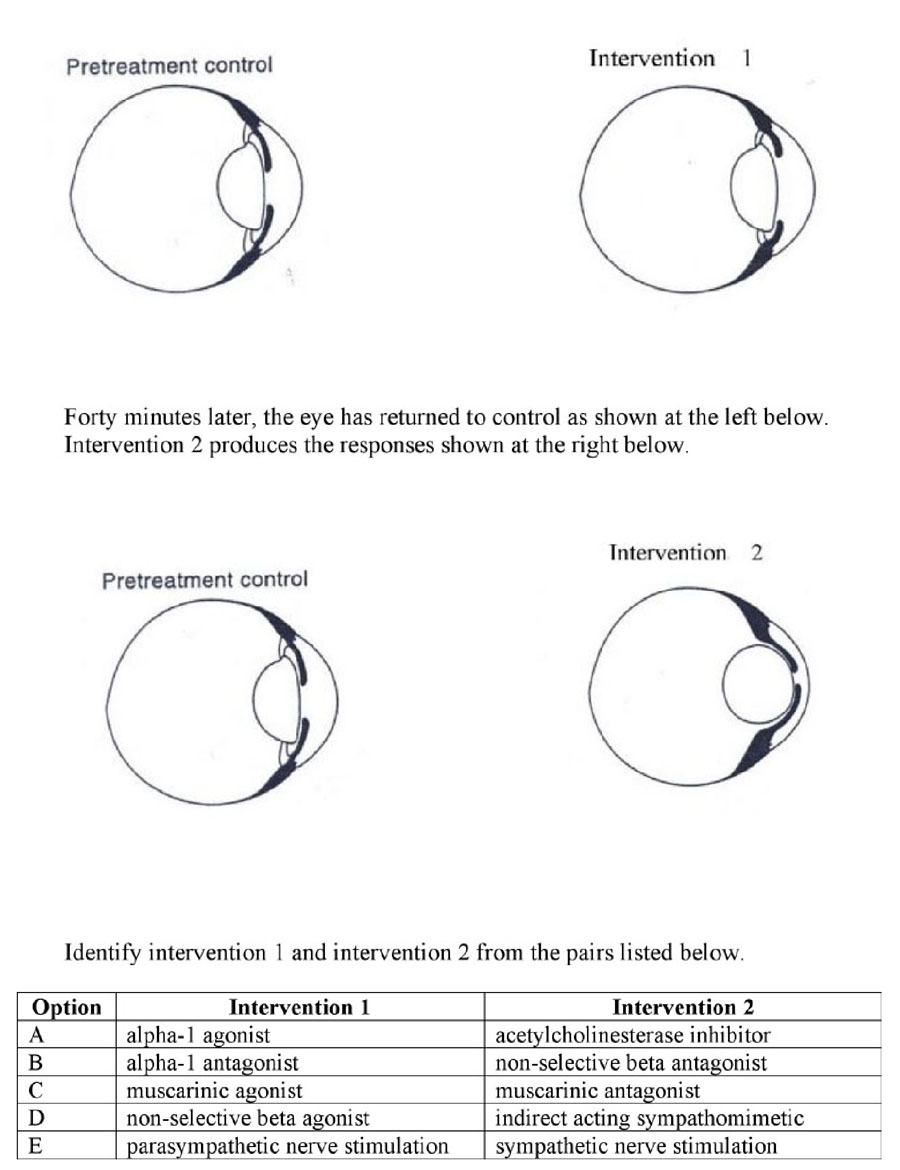 Pretreatment control
Intervention 1
Forty minutes later, the eye has returned to control as shown at the left below.
Intervention 2 produces the responses shown at the right below.
Intervention 2
Pretreatment control
Identify intervention 1 and intervention 2 from the pairs listed below.
Option Intervention 1 Intervention 2
A alpha-1 agonist acetylcholinesterase inhibitor
B alpha-1 antagonist non-selective beta antagonist
C muscarinic agonist muscarinic antagonist
D non-selective beta agonist indirect acting sympathomimetic
E parasympathetic nerve stimulation sympathetic nerve stimulation